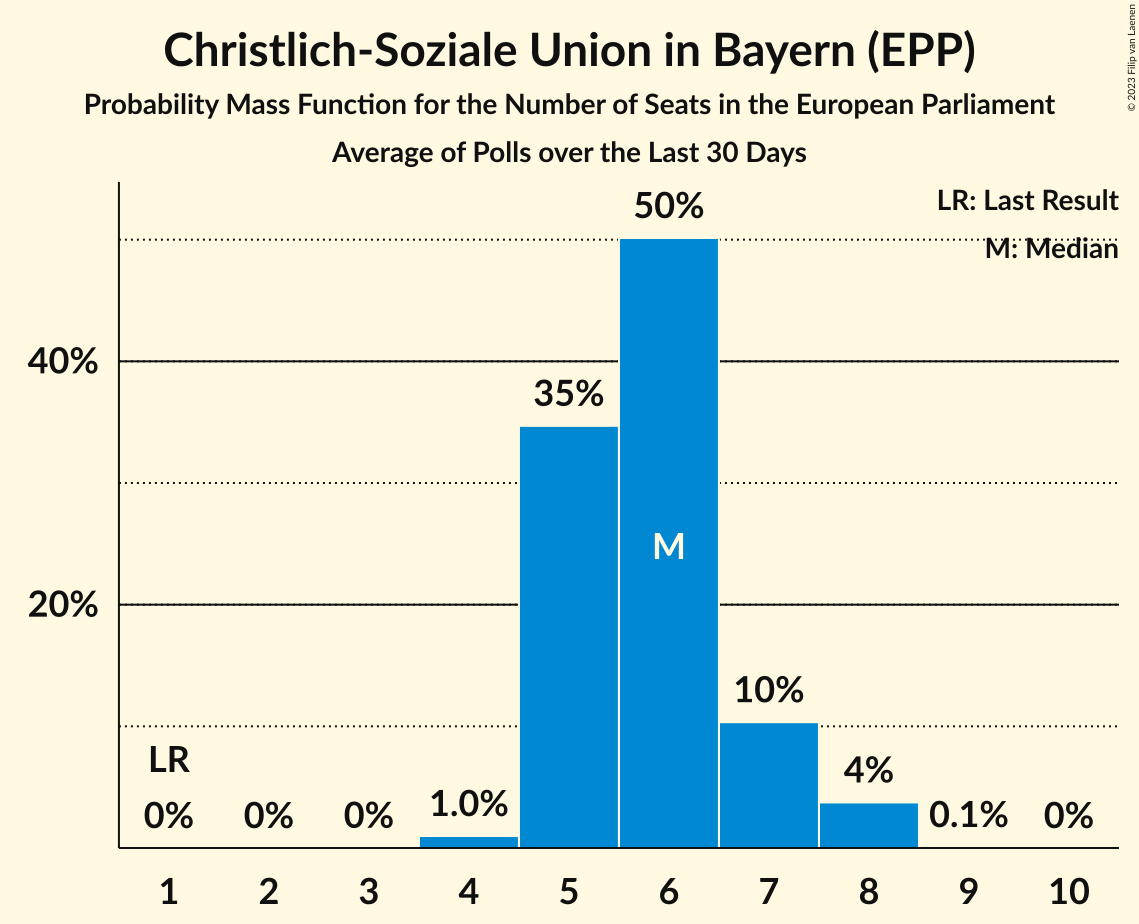 Christlich-Soziale Union in Bayern (EPP)
Probability Mass Function for the Number of Seats in the European Parliament
Average of Polls over the Last 30 Days
© 2023 Filip van Laenen
LR: Last Result
M: Median
50%
40%
35%
M
20%
10%
LR
4%
0% 0% 0% 1.0% 0.1% 0%
1 2 3 4 5 6 7 8 9 10